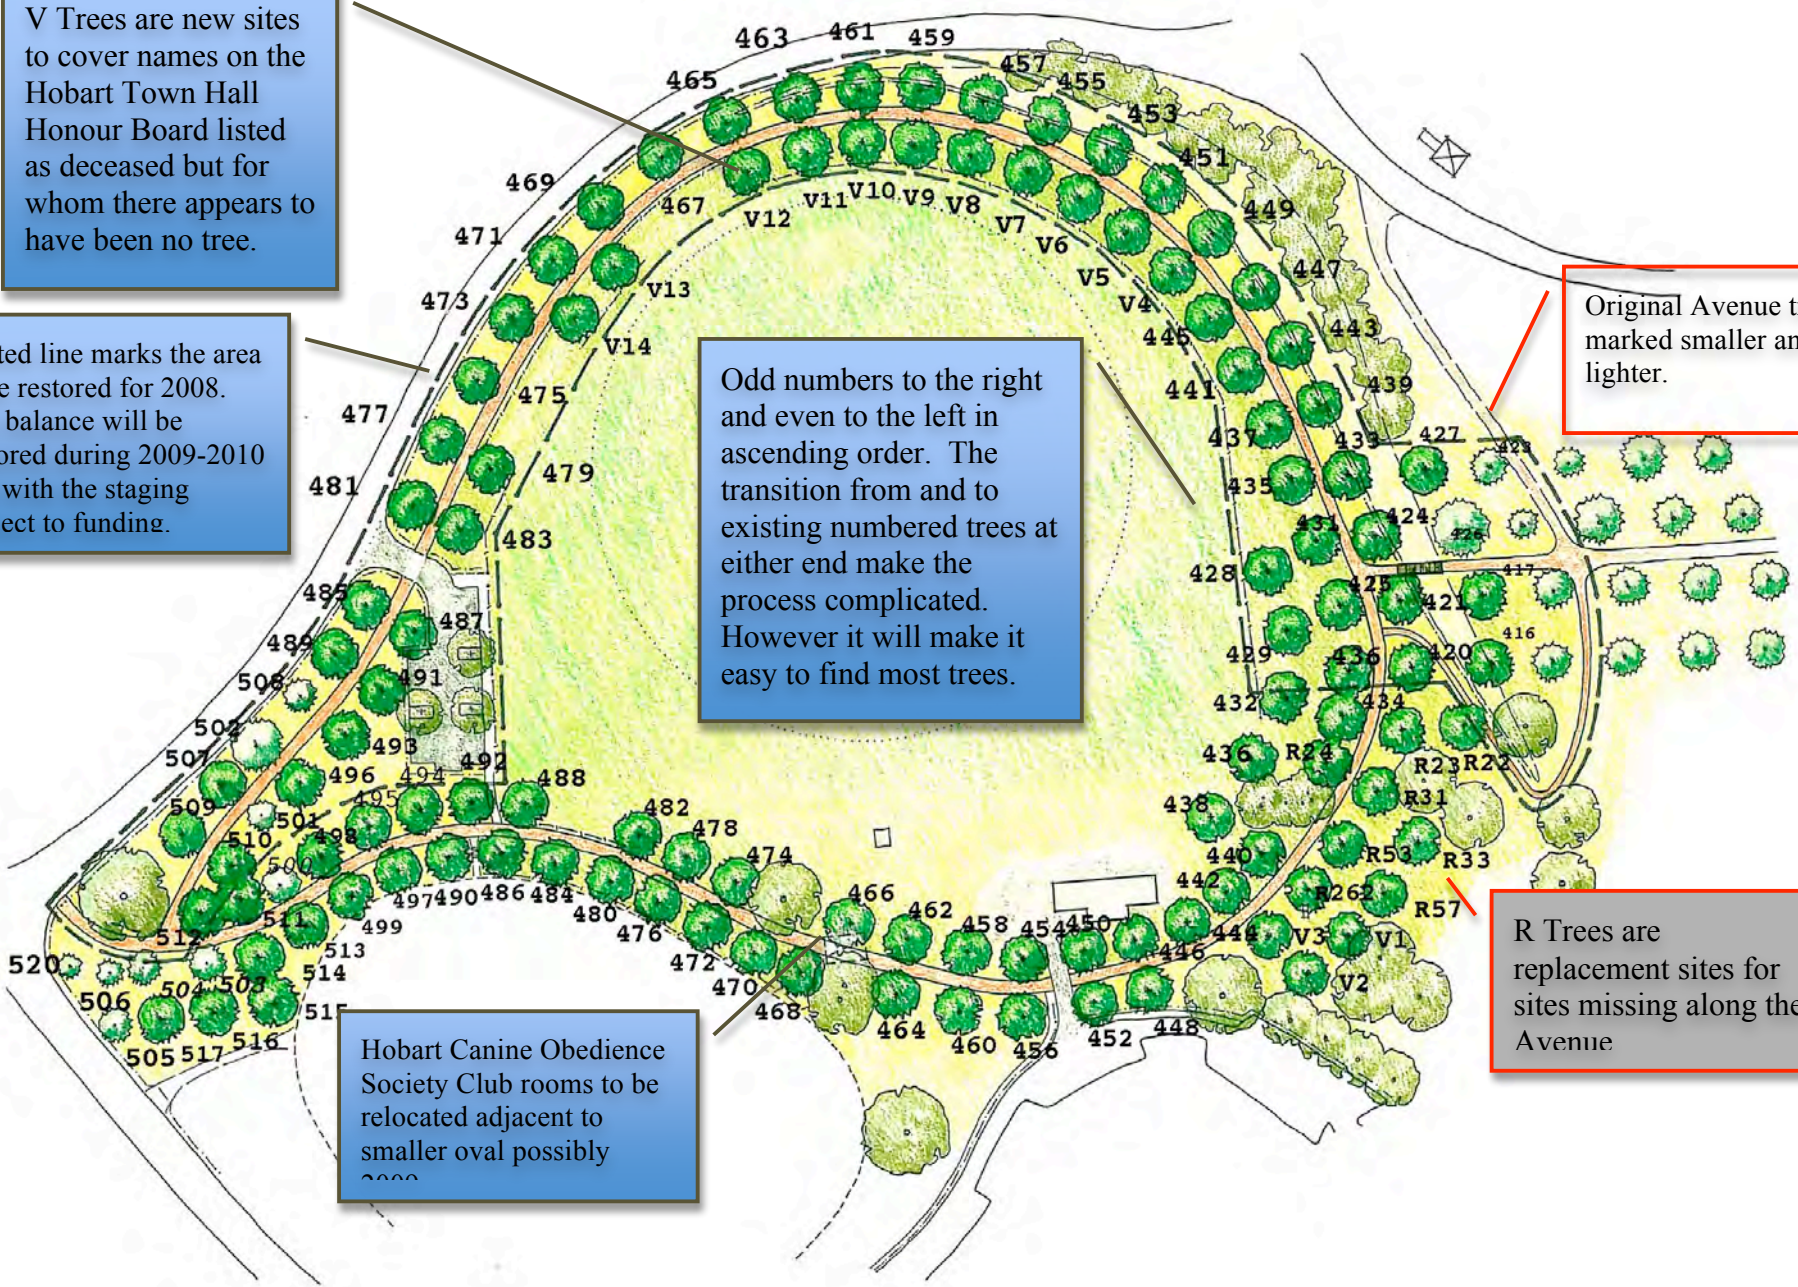 V Trees are new sites
to cover names on the
Hobart Town Hall
Honour Board listed
as deceased but for
whom there appears to
have been no tree.
ted line marks the area
e restored for 2008.
balance will be
ored during 2009-2010
with the staging
ect to funding.
Odd numbers to the right
and even to the left in
ascending order. The
transition from and to
existing numbered trees at
either end make the
process complicated.
However it will make it
easy to find most trees.
Original Avenue t
marked smaller an
lighter.
R Trees are
replacement sites for
sites missing along the
Avenue
Hobart Canine Obedience
Society Club rooms to be
relocated adjacent to
smaller oval possibly
2009
463
461
459
457
455
453
451
449
447
443
439
433
427
423
465
469
467
471
473
475
477
479
481
483
V12
V11
V10
V9
V8
V7
V6
V5
V4
V13
V14
445
441
437
435
431
424
426
428
425
421
417
429
436
420
416
432
434
436
R24
R23
R22
R31
438
440
R53
R33
442
R262
R57
444
V3
V1
V2
485
487
489
491
508
502
507
493
492
496
494
488
509
495
501
510
498
500
482
478
474
466
462
458
454
450
446
497
490
486
484
480
476
472
470
468
464
460
456
452
448
499
511
512
513
514
515
520
506
504
503
505
517
516